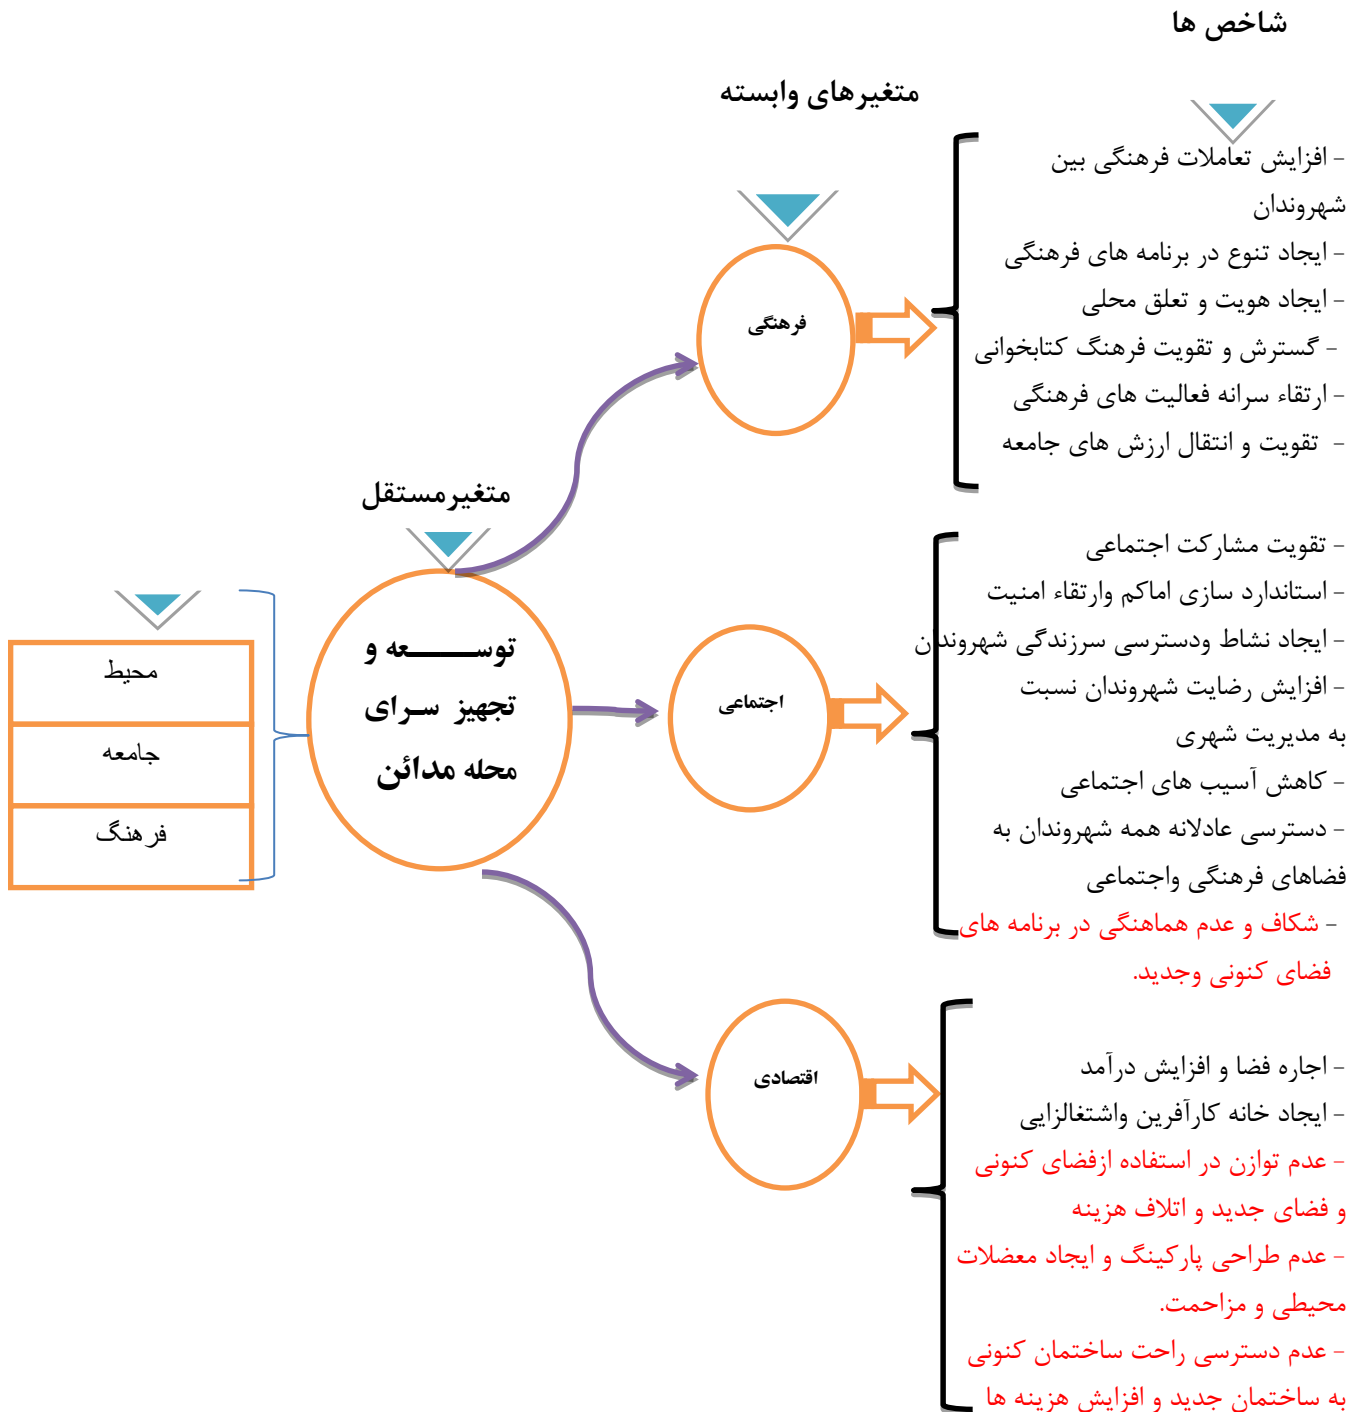 شاخص ها
متغیرهای وابسته
- افزایش تعاملات فرهنگی بین
شهروندان
- ایجاد تنوع در برنامه های فرهنگی
- ایجاد هویت و تعلق محلی
- گسترش و تقویت فرهنگ کتابخوانی
- ارتقاء سرانه فعالیت های فرهنگی
- تقویت و انتقال ارزش های جامعه
فرهنگی
متغیرمستقل
- تقویت مشارکت اجتماعی
- استاندارد سازی اماکم وارتقاء امنیت
- ایجاد نشاط ودسترسی سرزندگی شهروندان
- افزایش رضایت شهروندان نسبت
به مدیریت شهری
- کاهش آسیب های اجتماعی
- دسترسی عادلانه همه شهروندان به
فضاهای فرهنگی واجتماعی
- شکاف و عدم هماهنگی در برنامه های
فضای کنونی وجدید.
اجتماعی
توســـــعه و
تجهیز سـرای
محله مدائن
محیط
جامعه
فرهنگ
اقتصادی
- اجاره فضا و افزایش درآمد
- ایجاد خانه کارآفرین واشتغالزایی
- عدم توازن در استفاده ازفضای کنونی
و فضای جدید و اتلاف هزینه
- عدم طراحی پارکینگ و ایجاد معضلات
محیطی و مزاحمت.
- عدم دسترسی راحت ساختمان کنونی
به ساختمان جدید و افزایش هزینه ها